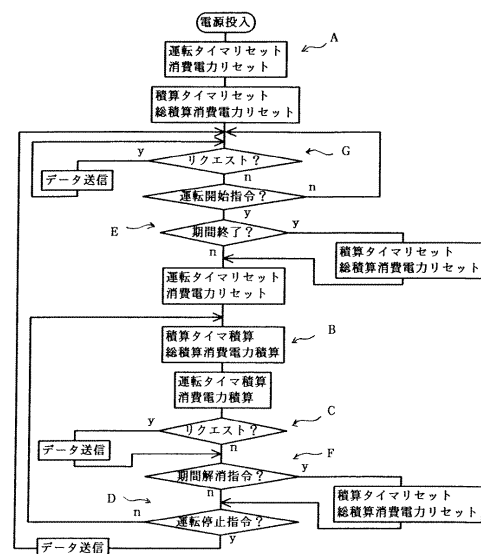 電源投入
運転タイマリセット
消費電力リセット
A
積算タイマリセット
総積算消費電力リセット
y
リクエスト？
G
データ送信
n
運転開始指令？
n
y
E
期間終了？
y
n
積算タイマリセット
総積算消費電力リセット
運転タイマリセット
消費電力リセット
積算タイマ積算
総積算消費電力積算
B
運転タイマ積算
消費電力積算
y
リクエスト？
C
データ送信
n
期間解消指令？
F
y
n
D
積算タイマリセット
総積算消費電力リセット
n
運転停止指令？
データ送信
y